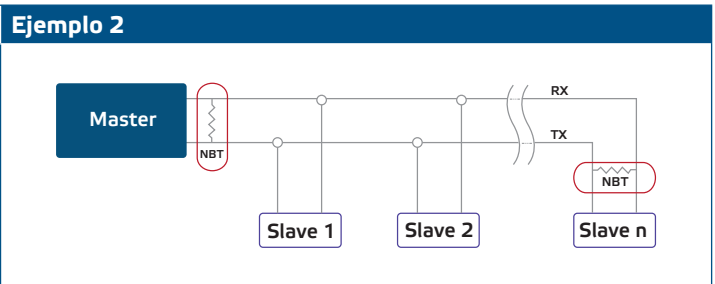 Ejemplo 2
RX
Master
TX
NBT
NBT
Slave 1
Slave 2
Slave n